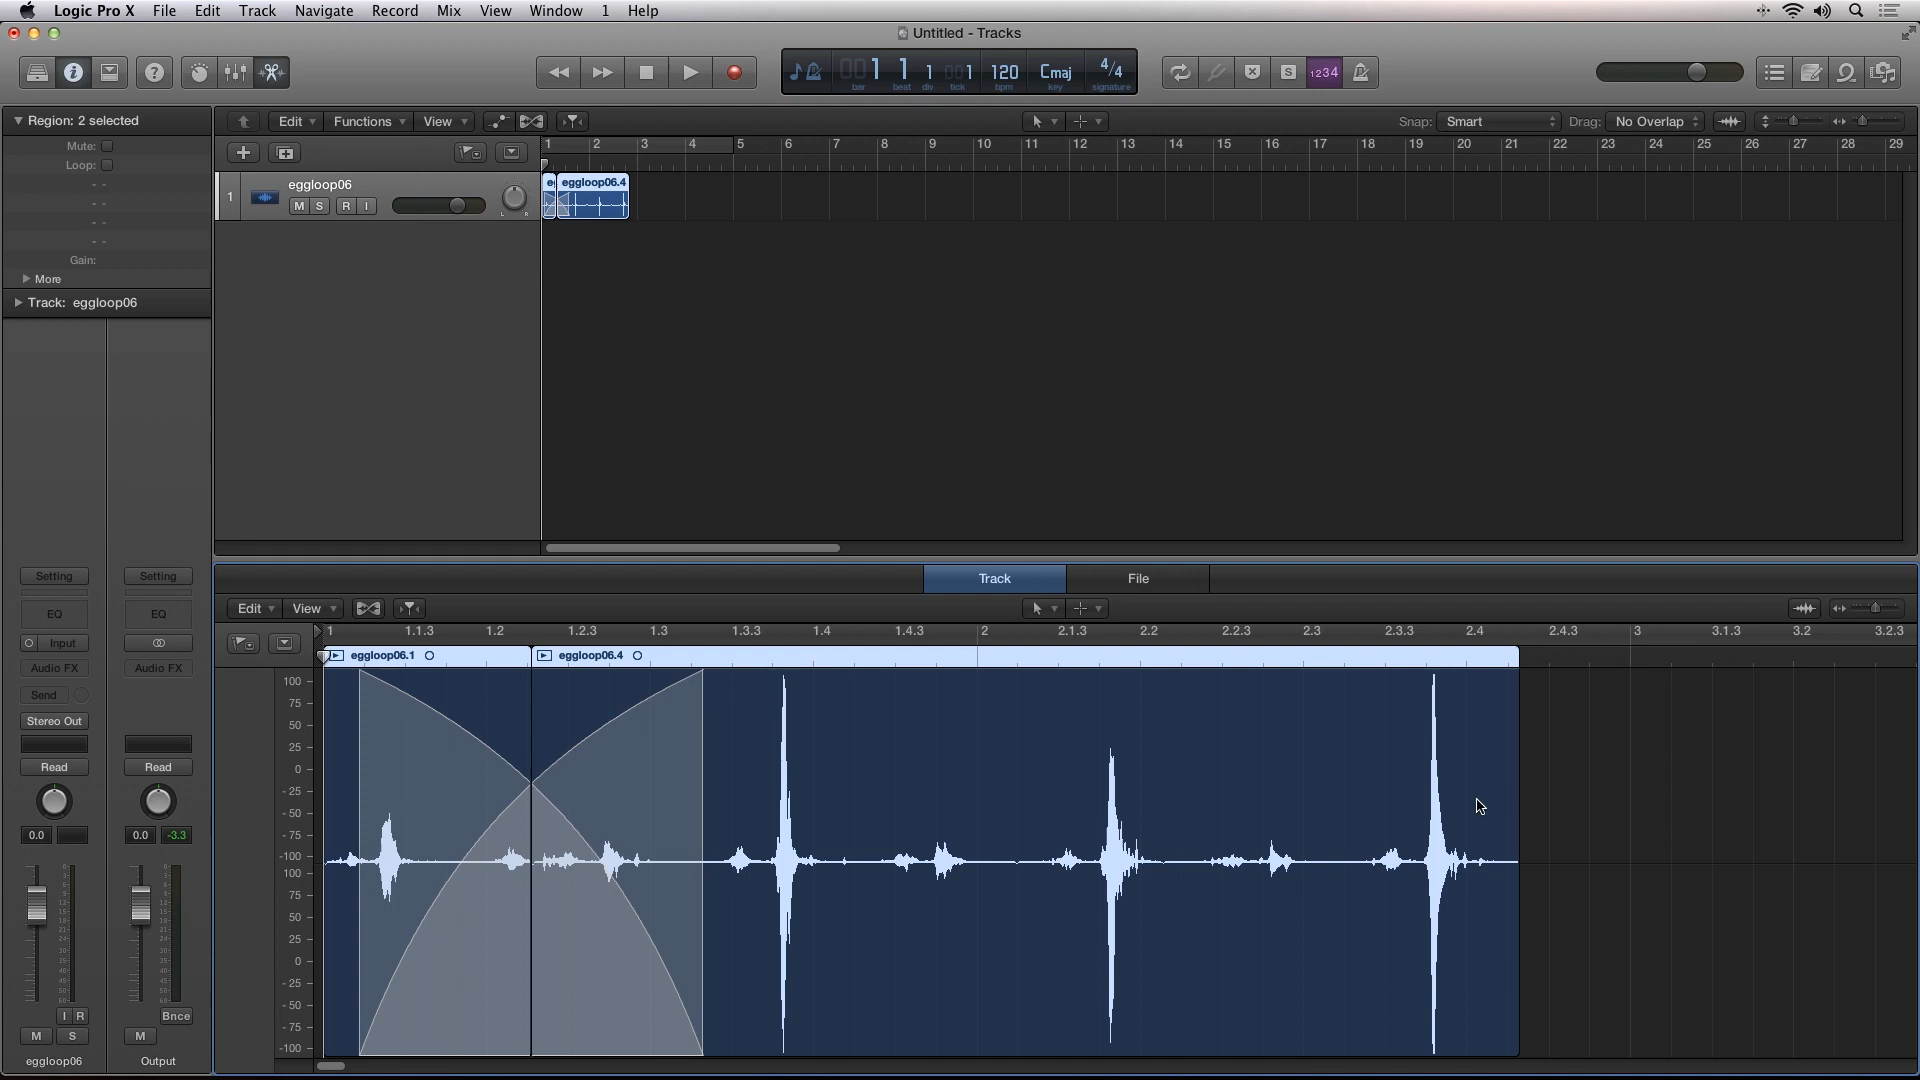 Logic Pro X File Edit Track Navigate Record Mix View Window 1 Help
Untitled - Tracks
001 1 1 001 120 Cmaj 4/4
bar beat div tick bpm key signature
1234
Region: 2 selected
Edit Functions View
Snap: Smart Drag: No Overlap
Mute:
Loop:
- -
- -
- -
- -
Gain:
More
Track: eggloop06
1 2 3 4 5 6 7 8 9 10 11 12 13 14 15 16 17 18 19 20 21 22 23 24 25 26 27 28 29
1 eggloop06
M S R I
L R
eggloop06.4
Track File
Edit View
1 1.1.3 1.2 1.2.3 1.3 1.3.3 1.4 1.4.3 2 2.1.3 2.2 2.2.3 2.3 2.3.3 2.4 2.4.3 3 3.1.3 3.2 3.2.3
eggloop06.1 eggloop06.4
100
75
50
25
0
-25
-50
-75
-100
100
75
50
25
0
-25
-50
-75
-100
Setting Setting
EQ EQ
Input
Audio FX Audio FX
Send
Stereo Out
Read Read
0.0 0.0 -3.3
I R Bnce
M S M
eggloop06 Output